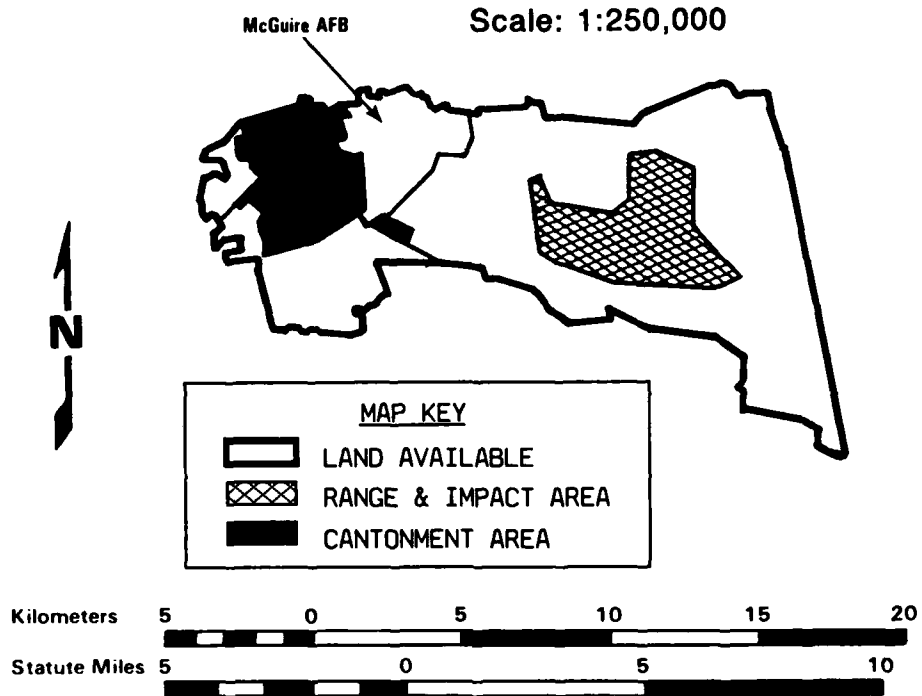 Scale: 1:250,000
McGuire AFB
N
MAP KEY
LAND AVAILABLE
RANGE & IMPACT AREA
CANTONMENT AREA
Kilometers 5 0 5 10 15 20
Statute Miles 5 0 5 10